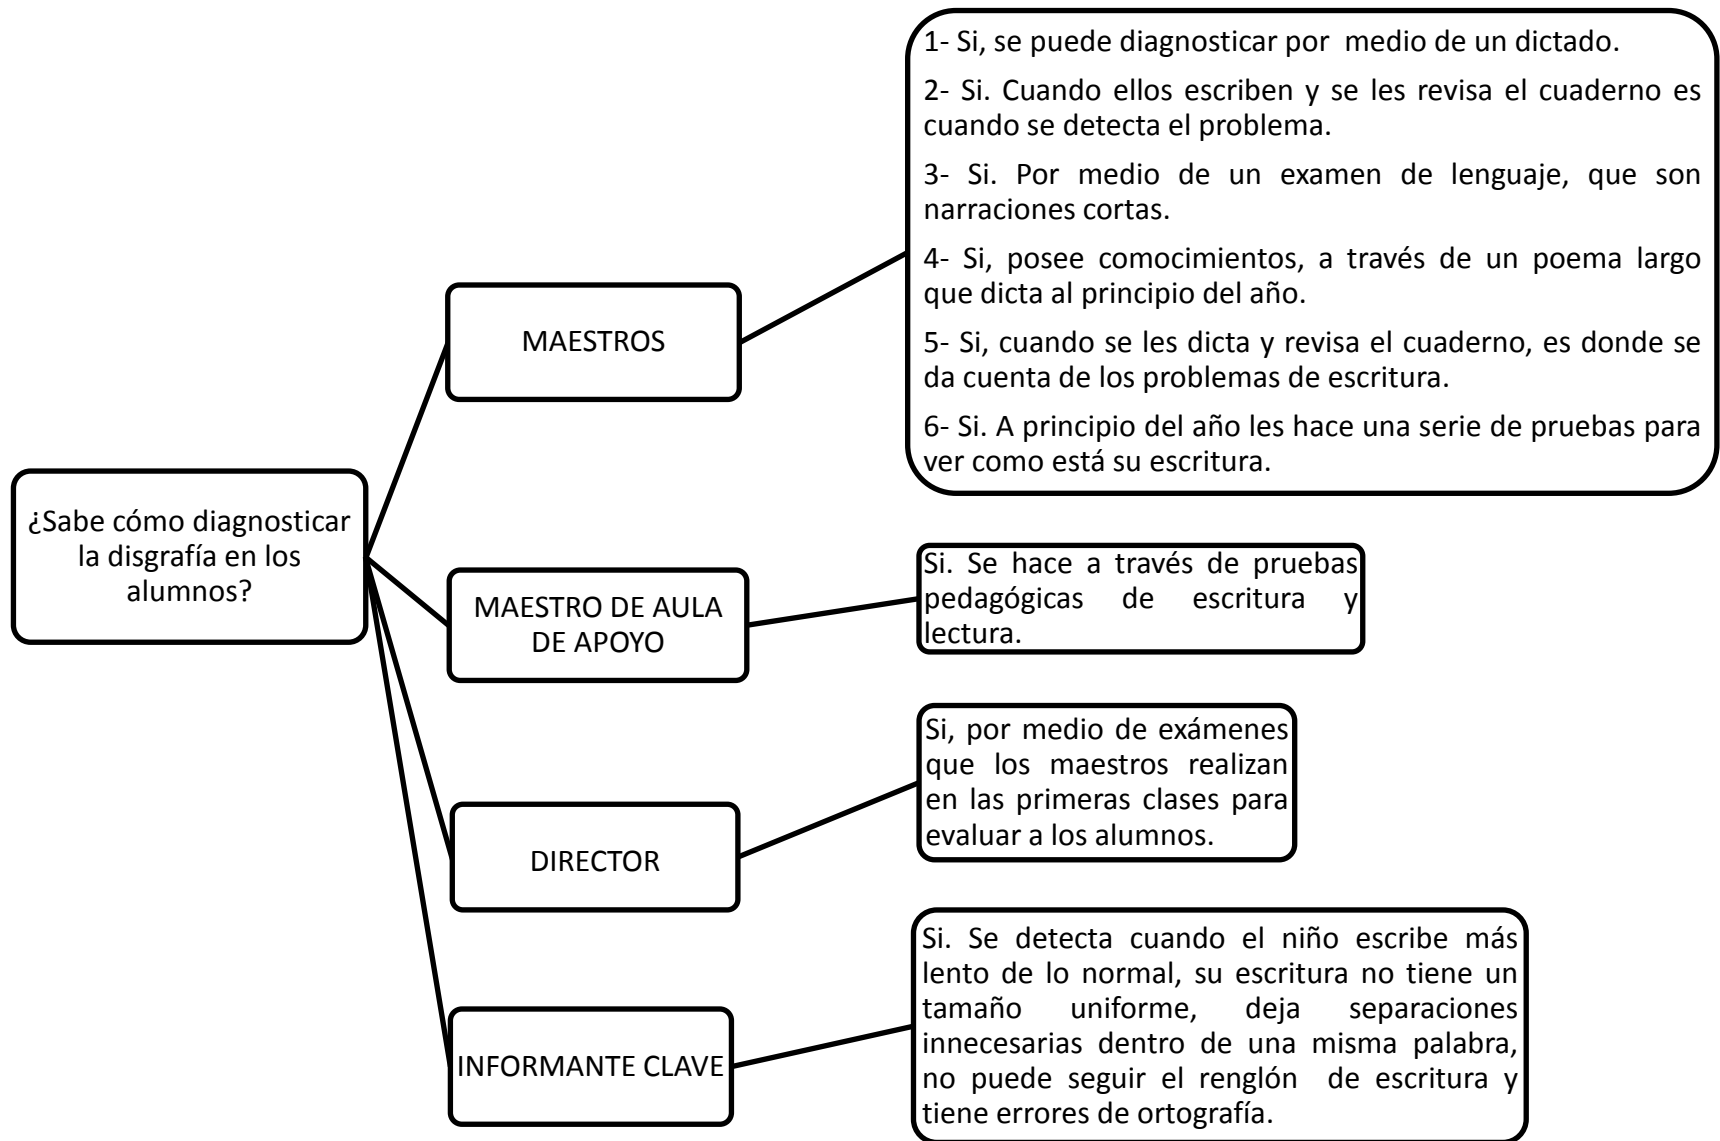 ¿Sabe cómo diagnosticar
la disgrafía en los
alumnos?
MAESTROS
1- Si, se puede diagnosticar por  medio de un dictado.
2- Si. Cuando ellos escriben y se les revisa el cuaderno es
cuando se detecta el problema.
3- Si. Por medio de un examen de lenguaje, que son
narraciones cortas.
4- Si, posee comocimientos, a través de un poema largo
que dicta al principio del año.
5- Si, cuando se les dicta y revisa el cuaderno, es donde se
da cuenta de los problemas de escritura.
6- Si. A principio del año les hace una serie de pruebas para
ver como está su escritura.
MAESTRO DE AULA
DE APOYO
Si. Se hace a través de pruebas
pedagógicas de escritura y
lectura.
DIRECTOR
Si, por medio de exámenes
que los maestros realizan
en las primeras clases para
evaluar a los alumnos.
INFORMANTE CLAVE
Si. Se detecta cuando el niño escribe más
lento de lo normal, su escritura no tiene un
tamaño uniforme, deja separaciones
innecesarias dentro de una misma palabra,
no puede seguir el renglón  de escritura y
tiene errores de ortografía.